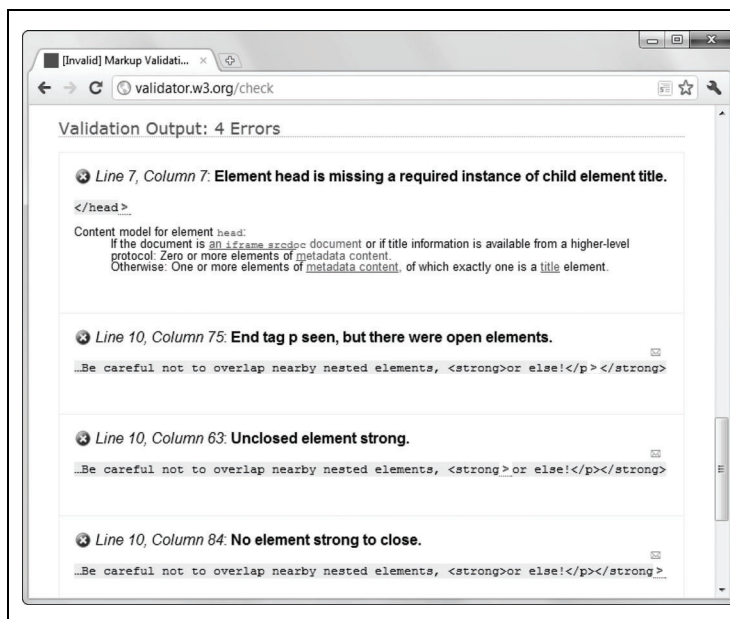 [Invalid] Markup Validati...
validator.w3.org/check
Validation Output: 4 Errors
Line 7, Column 7: Element head is missing a required instance of child element title.
</head>
Content model for element head:
If the document is an iframe srcdoc document or if title information is available from a higher-level
protocol: Zero or more elements of metadata content.
Otherwise: One or more elements of metadata content, of which exactly one is a title element.
Line 10, Column 75: End tag p seen, but there were open elements.
…Be careful not to overlap nearby nested elements, <strong>or else!</p></strong>
Line 10, Column 63: Unclosed element strong.
…Be careful not to overlap nearby nested elements, <strong>or else!</p></strong>
Line 10, Column 84: No element strong to close.
…Be careful not to overlap nearby nested elements, <strong>or else!</p></strong>